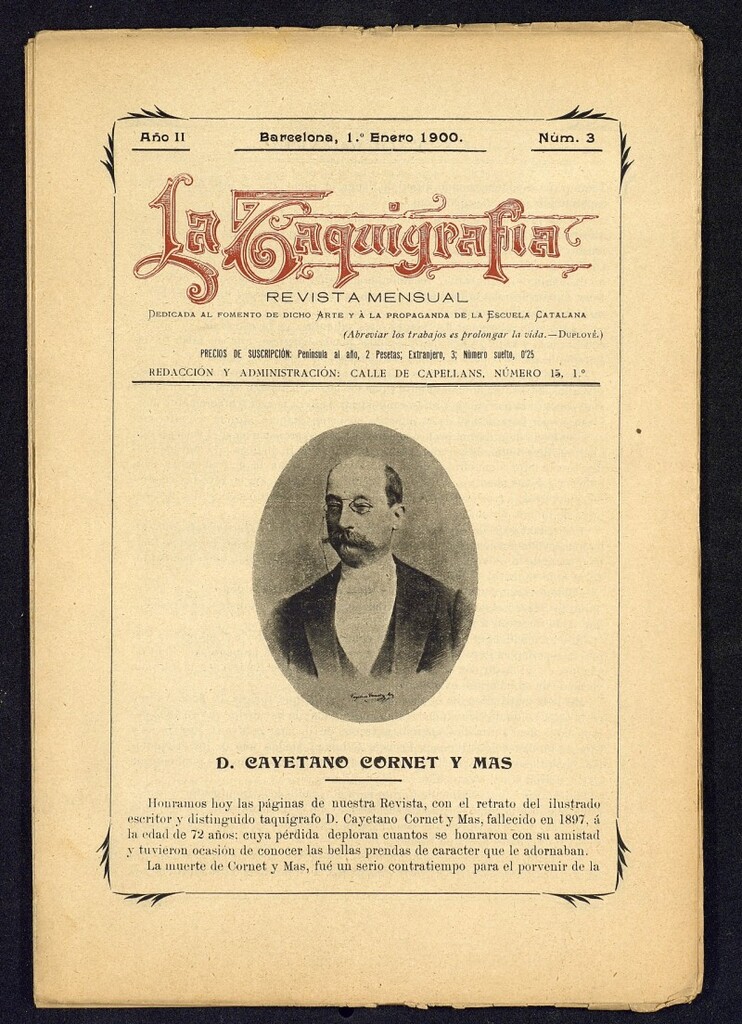 Año II
Barcelona, 1.º Enero 1900.
Núm. 3
La Taquigrafía
REVISTA MENSUAL
DEDICADA AL FOMENTO DE DICHO ARTE Y À LA PROPAGANDA DE LA ESCUELA CATALANA
(Abreviar los trabajos es prolongar la vida.—DUPLOYÉ.)
PRECIOS DE SUSCRIPCIÓN: Península al año, 2 Pesetas; Extranjero, 3; Número suelto, 0'25
REDACCIÓN Y ADMINISTRACIÓN: CALLE DE CAPELLANS, NÚMERO 15, 1.º
D. CAYETANO CORNET Y MAS
Honramos hoy las páginas de nuestra Revista, con el retrato del ilustrado
escritor y distinguido taquígrafo D. Cayetano Cornet y Mas, fallecido en 1897, á
la edad de 72 años; cuya pérdida deploran cuantos se honraron con su amistad
y tuvieron ocasión de conocer las bellas prendas de caracter que le adornaban.
La muerte de Cornet y Mas, fué un serio contratiempo para el porvenir de la